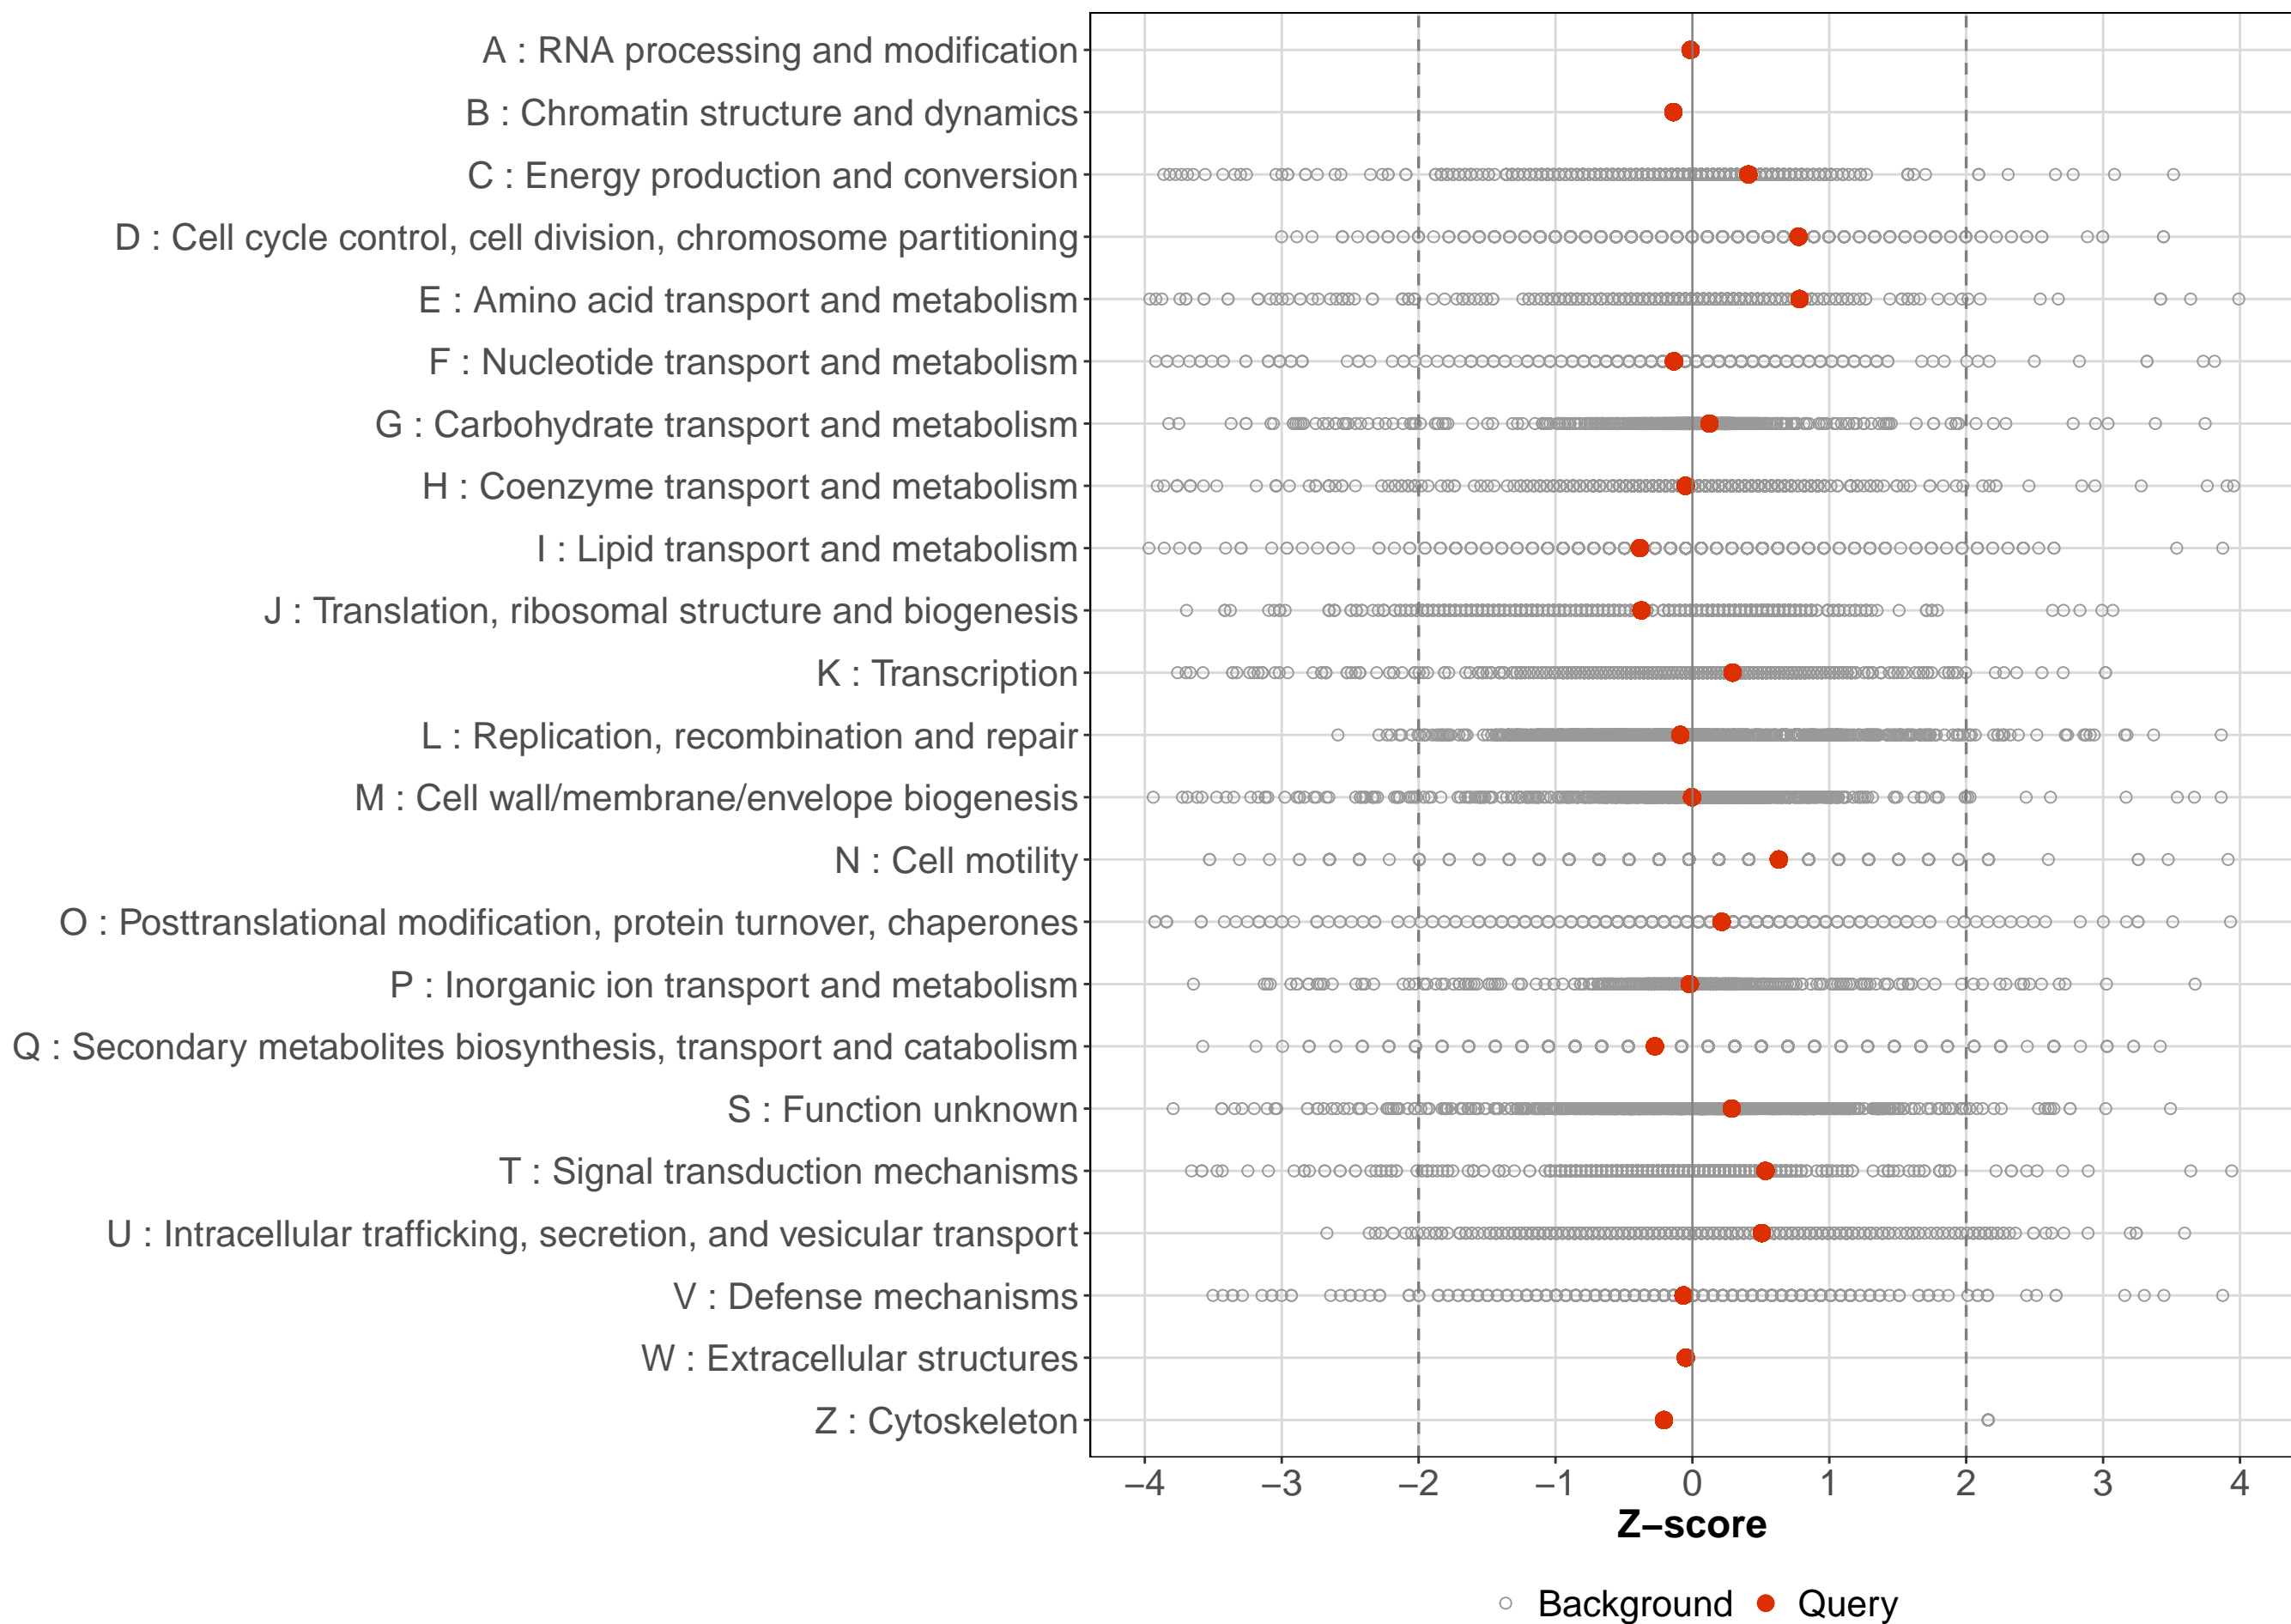 A : RNA processing and modification
B : Chromatin structure and dynamics
C : Energy production and conversion
D : Cell cycle control, cell division, chromosome partitioning
E : Amino acid transport and metabolism
F : Nucleotide transport and metabolism
G : Carbohydrate transport and metabolism
H : Coenzyme transport and metabolism
I : Lipid transport and metabolism
J : Translation, ribosomal structure and biogenesis
K : Transcription
L : Replication, recombination and repair
M : Cell wall/membrane/envelope biogenesis
N : Cell motility
O : Posttranslational modification, protein turnover, chaperones
P : Inorganic ion transport and metabolism
Q : Secondary metabolites biosynthesis, transport and catabolism
S : Function unknown
T : Signal transduction mechanisms
U : Intracellular trafficking, secretion, and vesicular transport
V : Defense mechanisms
W : Extracellular structures
Z : Cytoskeleton
−4 −3 −2 −1 0 1 2 3 4
Z−score
Background Query